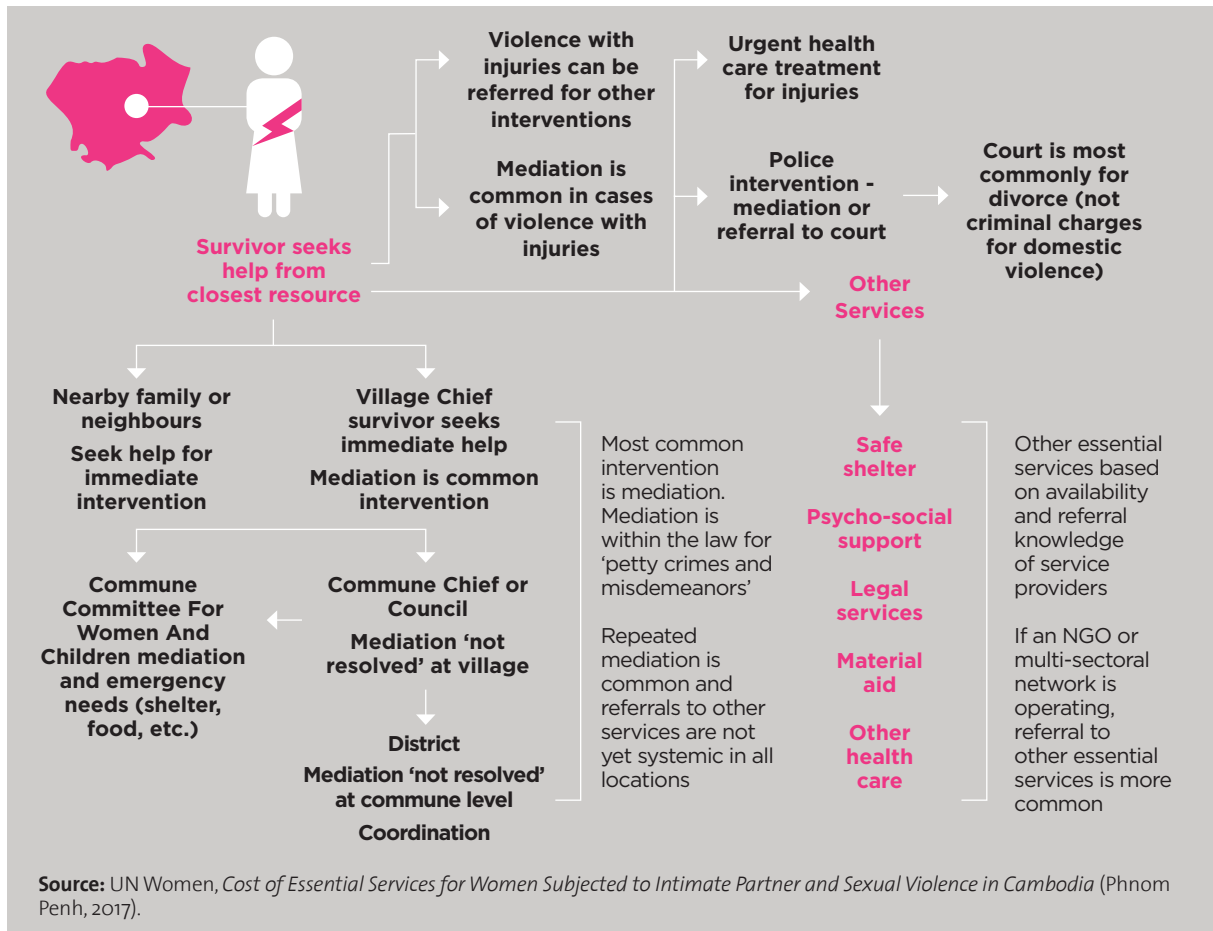 Violence with
injuries can be
referred for other
interventions
Mediation is
common in cases
of violence with
injuries
Urgent health
care treatment
for injuries
Police
intervention -
mediation or
referral to court
Court is most
commonly for
divorce (not
criminal charges
for domestic
violence)
Survivor seeks
help from
closest resource
Other
Services
Nearby family or
neighbours
Seek help for
immediate
intervention
Village Chief
survivor seeks
immediate help
Mediation is common
intervention
Commune
Committee For
Women And
Children mediation
and emergency
needs (shelter,
food, etc.)
Commune Chief or
Council
Mediation ‘not
resolved’ at village
District
Mediation ‘not resolved’
at commune level
Coordination
Most common
intervention
is mediation.
Mediation is
within the law for
‘petty crimes and
misdemeanors’
Repeated
mediation is
common and
referrals to other
services are not
yet systemic in all
locations
Safe
shelter
Psycho-social
support
Legal
services
Material
aid
Other
health
care
Other essential
services based
on availability
and referral
knowledge
of service
providers
If an NGO or
multi-sectoral
network is
operating,
referral to
other essential
services is more
common
Source: UN Women, Cost of Essential Services for Women Subjected to Intimate Partner and Sexual Violence in Cambodia (Phnom
Penh, 2017).